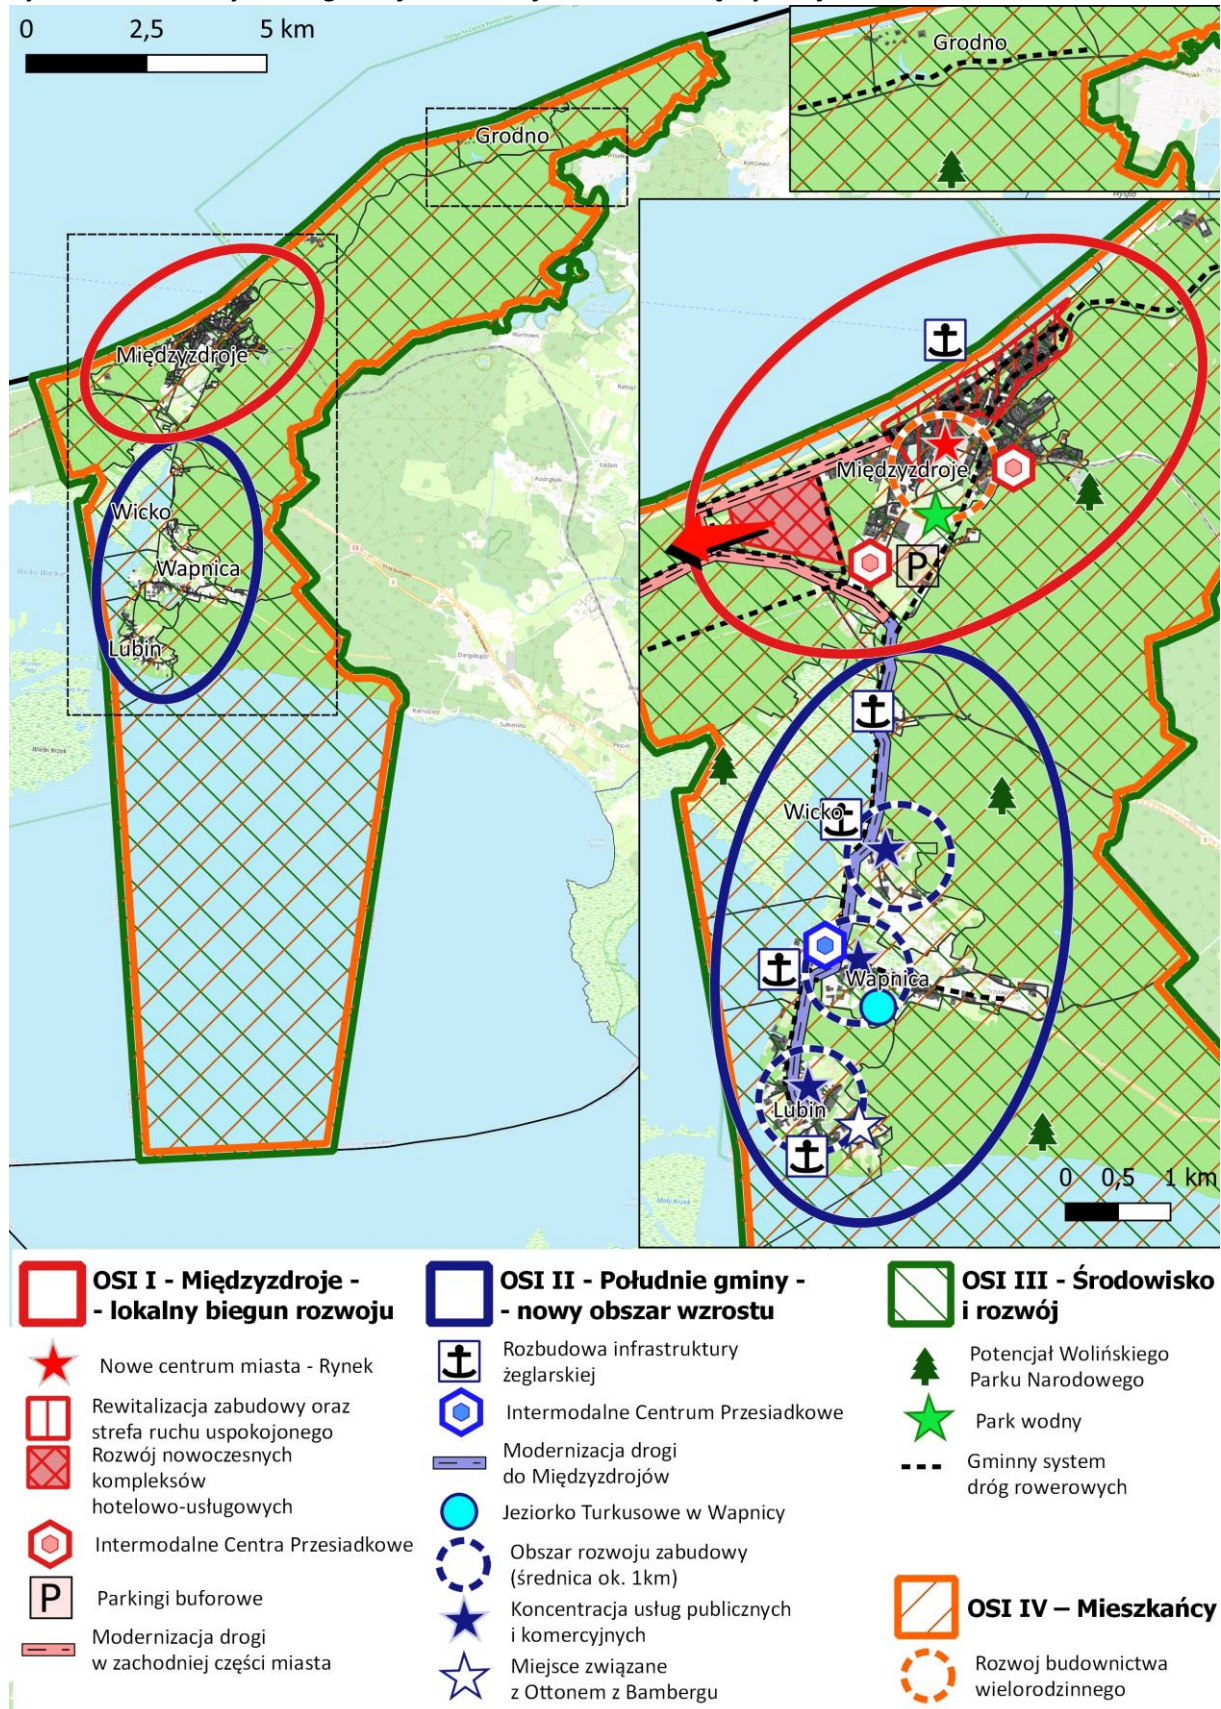 0 2,5 5 km
Grodno
Grodno
Międzyzdroje
Międzyzdroje
P
Wicko
Wapnica
Lubin
Wicko
Wapnica
Lubin
0 0,5 1 km
OSI I - Międzyzdroje -
- lokalny biegun rozwoju
Nowe centrum miasta - Rynek
Rewitalizacja zabudowy oraz
strefa ruchu uspokojonego
Rozwój nowoczesnych
kompleksów
hotelowo-usługowych
Intermodalne Centra Przesiadkowe
P
Parkingi buforowe
Modernizacja drogi
w zachodniej części miasta
OSI II - Południe gminy -
- nowy obszar wzrostu
Rozbudowa infrastruktury
żeglarskiej
Intermodalne Centrum Przesiadkowe
Modernizacja drogi
do Międzyzdrojów
Jeziorko Turkusowe w Wapnicy
Obszar rozwoju zabudowy
(średnica ok. 1km)
Koncentracja usług publicznych
i komercyjnych
Miejsce związane
z Ottonem z Bambergu
OSI III - Środowisko
i rozwój
Potencjał Wolińskiego
Parku Narodowego
Park wodny
Gminny system
dróg rowerowych
OSI IV – Mieszkańcy
Rozwoj budownictwa
wielorodzinnego